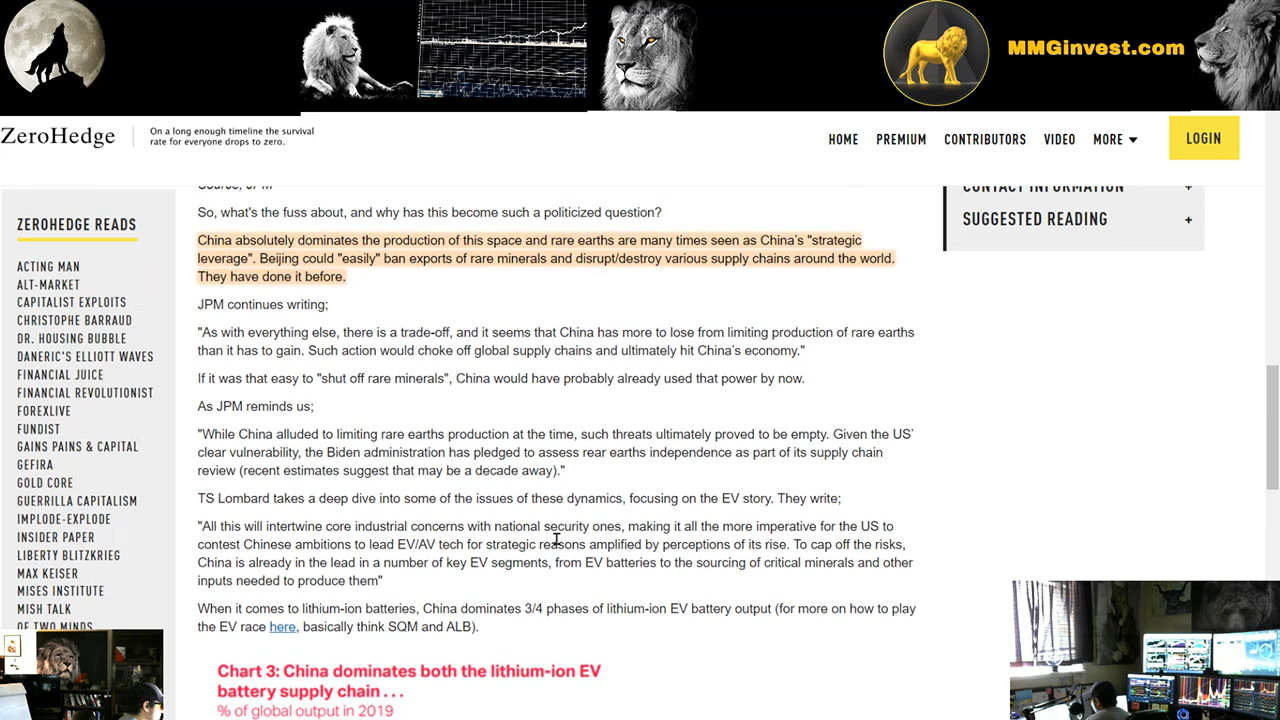 MMGinvest.com
ZeroHedge
On a long enough timeline the survival
rate for everyone drops to zero.
HOME
PREMIUM
CONTRIBUTORS
VIDEO
MORE
LOGIN
CONTACT INFORMATION +
SUGGESTED READING +
ZEROHEDGE READS
ACTING MAN
ALT-MARKET
CAPITALIST EXPLOITS
CHRISTOPHE BARRAUD
DR. HOUSING BUBBLE
DANERIC'S ELLIOTT WAVES
FINANCIAL JUICE
FINANCIAL REVOLUTIONIST
FOREXLIVE
FUNDIST
GAINS PAINS & CAPITAL
GEFIRA
GOLD CORE
GUERRILLA CAPITALISM
IMPLODE-EXPLODE
INSIDER PAPER
LIBERTY BLITZKRIEG
MAX KEISER
MISES INSTITUTE
MISH TALK
OF TWO MINDS
Source, JPM
So, what's the fuss about, and why has this become such a politicized question?
China absolutely dominates the production of this space and rare earths are many times seen as China's "strategic
leverage". Beijing could "easily" ban exports of rare minerals and disrupt/destroy various supply chains around the world.
They have done it before.
JPM continues writing;
"As with everything else, there is a trade-off, and it seems that China has more to lose from limiting production of rare earths
than it has to gain. Such action would choke off global supply chains and ultimately hit China's economy."
If it was that easy to "shut off rare minerals", China would have probably already used that power by now.
As JPM reminds us;
"While China alluded to limiting rare earths production at the time, such threats ultimately proved to be empty. Given the US'
clear vulnerability, the Biden administration has pledged to assess rear earths independence as part of its supply chain
review (recent estimates suggest that may be a decade away)."
TS Lombard takes a deep dive into some of the issues of these dynamics, focusing on the EV story. They write;
"All this will intertwine core industrial concerns with national security ones, making it all the more imperative for the US to
contest Chinese ambitions to lead EV/AV tech for strategic reasons amplified by perceptions of its rise. To cap off the risks,
China is already in the lead in a number of key EV segments, from EV batteries to the sourcing of critical minerals and other
inputs needed to produce them"
When it comes to lithium-ion batteries, China dominates 3/4 phases of lithium-ion EV battery output (for more on how to play
the EV race here, basically think SQM and ALB).
Chart 3: China dominates both the lithium-ion EV
battery supply chain . . .
% of global output in 2019